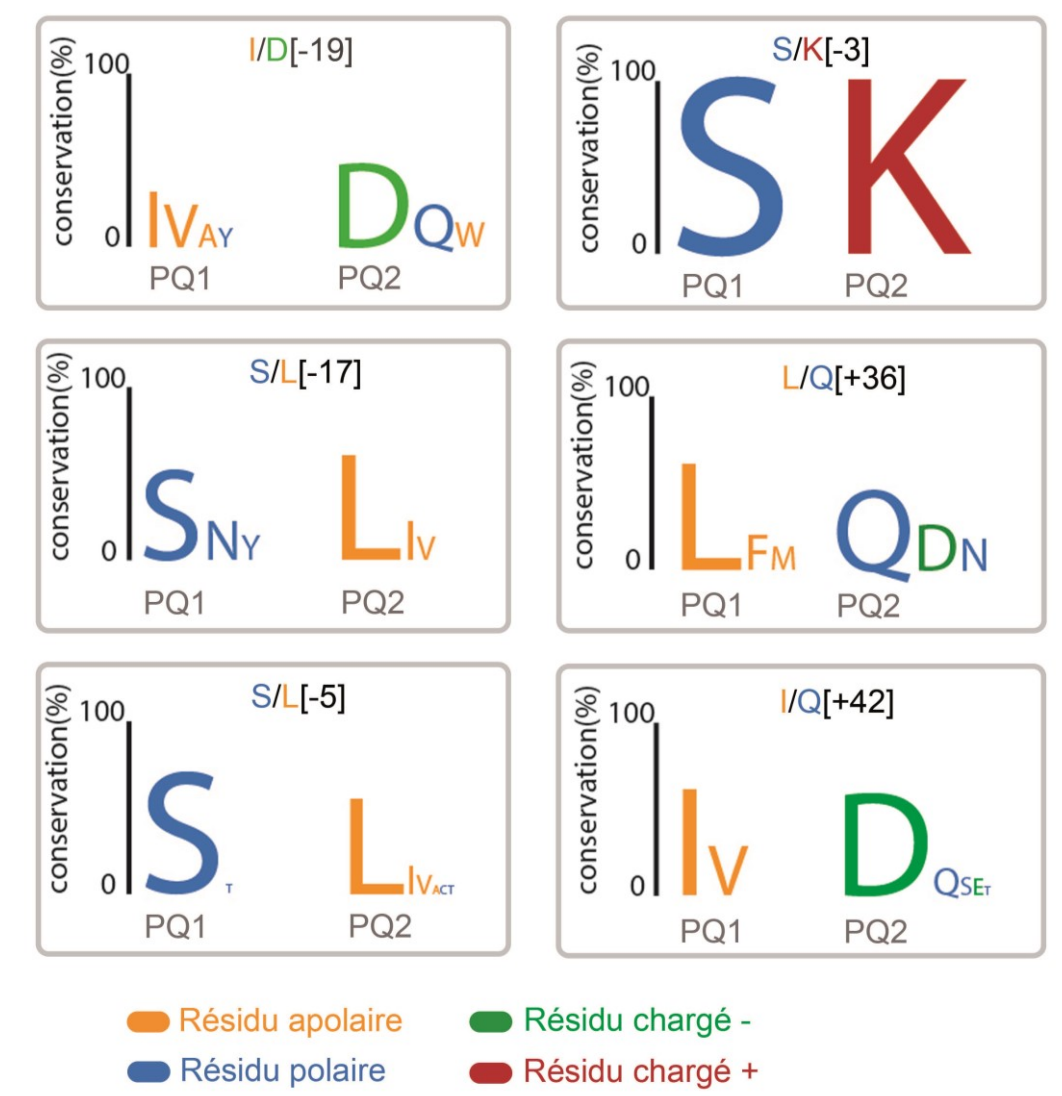 I/D[-19]
conservation(%)
100
0
IVAY
DQW
PQ1
PQ2
S/K[-3]
conservation(%)
100
0
S
K
PQ1
PQ2
S/L[-17]
conservation(%)
100
0
SNY
LIV
PQ1
PQ2
L/Q[+36]
conservation(%)
100
0
LFM
QDN
PQ1
PQ2
S/L[-5]
conservation(%)
100
0
ST
LIVACT
PQ1
PQ2
I/Q[+42]
conservation(%)
100
0
IV
DQSET
PQ1
PQ2
Résidu apolaire
Résidu chargé -
Résidu polaire
Résidu chargé +